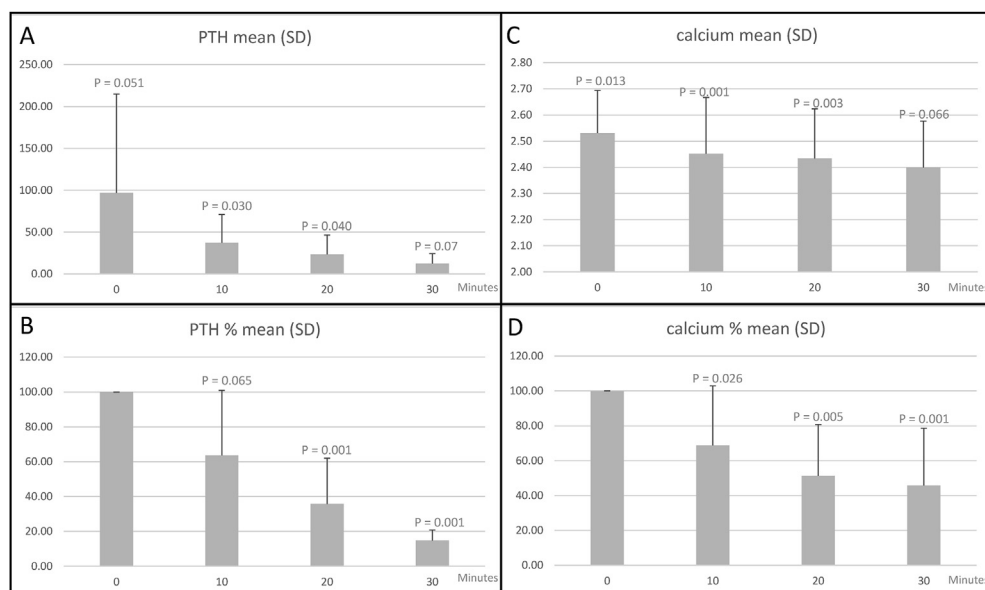 A
PTH mean (SD)
250.00
200.00
150.00
100.00
50.00
0.00
P = 0.051
P = 0.030
P = 0.040
P = 0.07
0 10 20 30 Minutes
C
calcium mean (SD)
2.80
2.70
2.60
2.50
2.40
2.30
2.20
2.10
2.00
P = 0.013
P = 0.001
P = 0.003
P = 0.066
0 10 20 30 Minutes
B
PTH % mean (SD)
120.00
100.00
80.00
60.00
40.00
20.00
0.00
P = 0.065
P = 0.001
P = 0.001
0 10 20 30 Minutes
D
calcium % mean (SD)
120.00
100.00
80.00
60.00
40.00
20.00
0.00
P = 0.026
P = 0.005
P = 0.001
0 10 20 30 Minutes